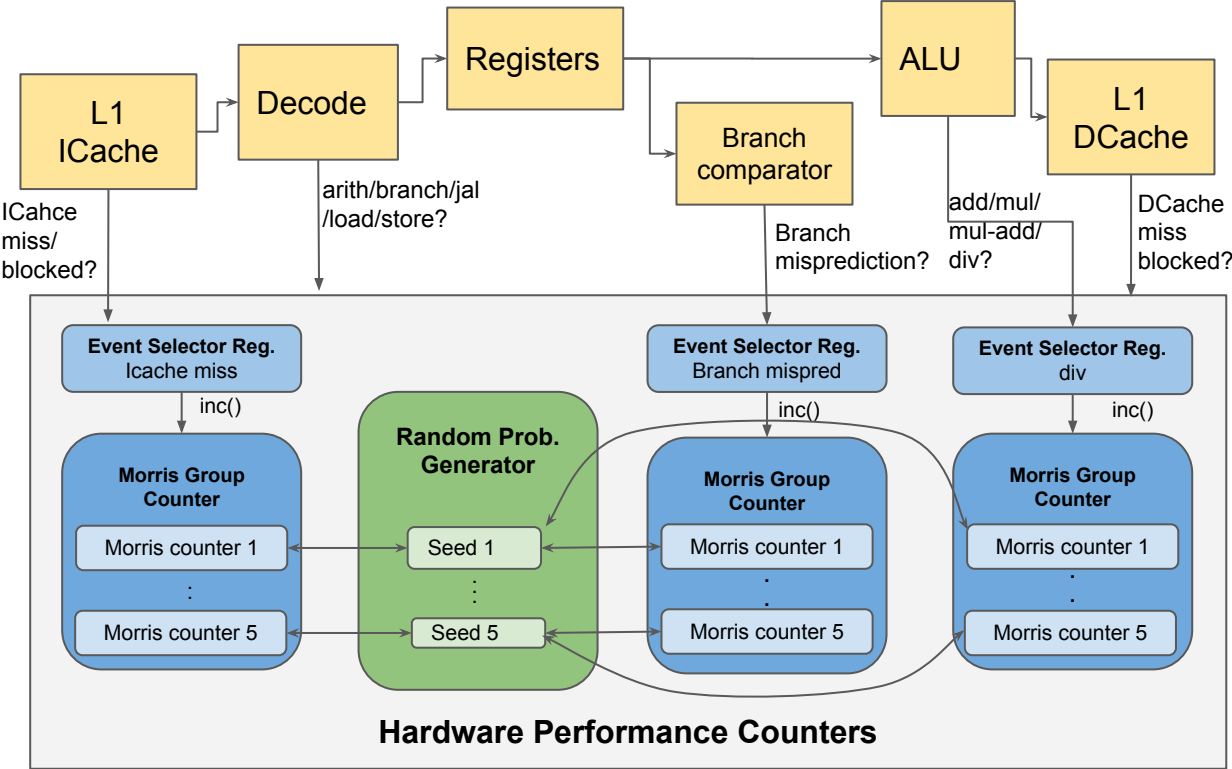 L1
ICache
Decode
Registers
Branch
comparator
ALU
L1
DCache
ICahce
miss/
blocked?
arith/branch/jal
/load/store?
Branch
misprediction?
add/mul/
mul-add/
div?
DCache
miss
blocked?
Event Selector Reg.
Icache miss
inc()
Morris Group
Counter
Morris counter 1
:
Morris counter 5
Random Prob.
Generator
Seed 1
: :
Seed 5
Event Selector Reg.
Branch mispred
inc()
Morris Group
Counter
Morris counter 1
:
Morris counter 5
Event Selector Reg.
div
inc()
Morris Group
Counter
Morris counter 1
:
Morris counter 5
Hardware Performance Counters